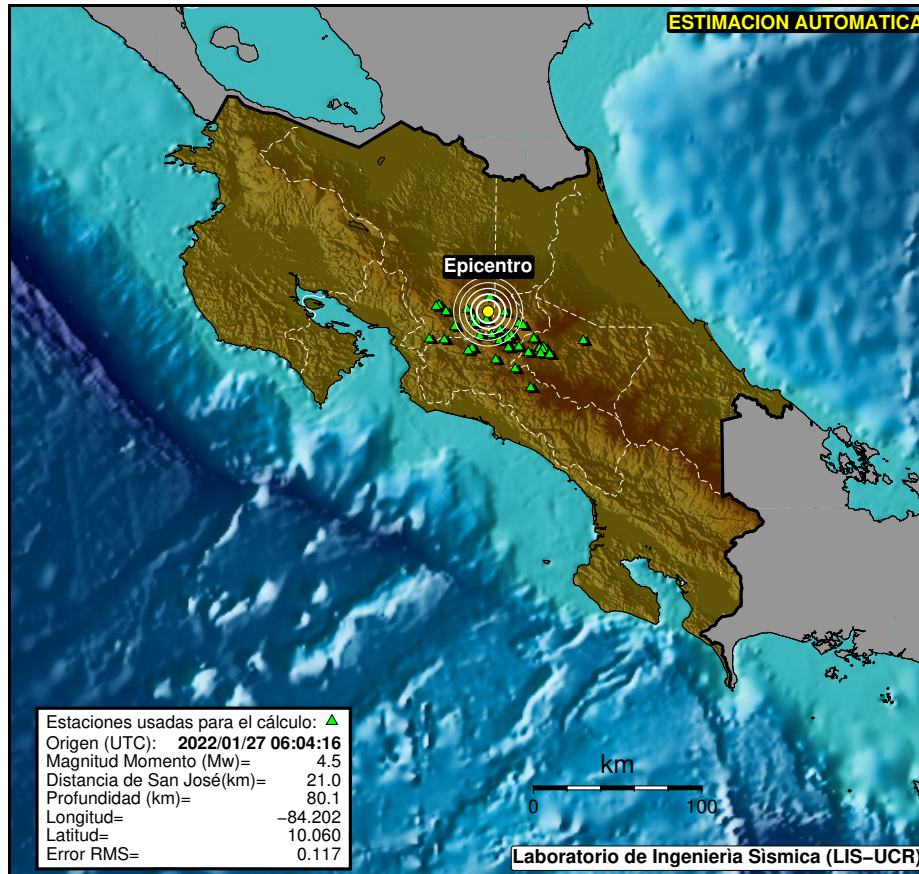 ESTIMACION AUTOMATICA
Epicentro
Estaciones usadas para el cálculo:
Origen (UTC): 2022/01/27 06:04:16
Magnitud Momento (Mw)= 4.5
Distancia de San José(km)= 21.0
Profundidad (km)= 80.1
Longitud= −84.202
Latitud= 10.060
Error RMS= 0.117
km
0 100
Laboratorio de Ingenierìa Sìsmica (LIS−UCR)